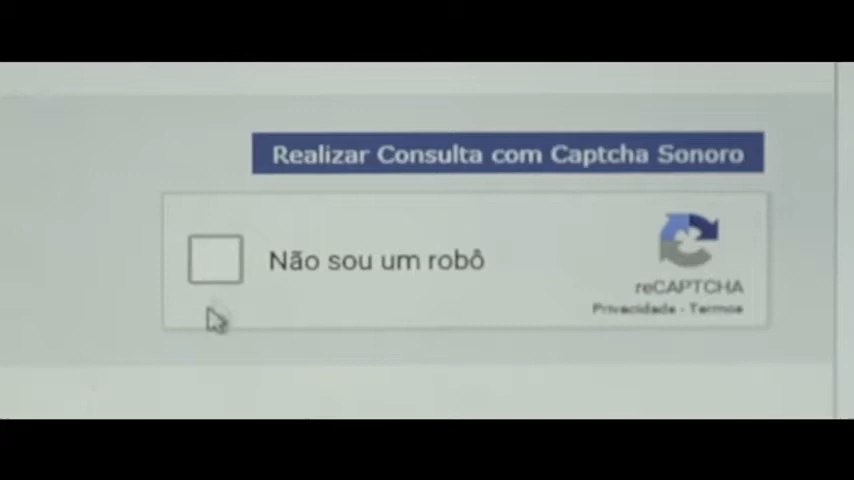 Realizar Consulta com Captcha Sonoro
Não sou um robô
reCAPTCHA
Privacidade - Termos